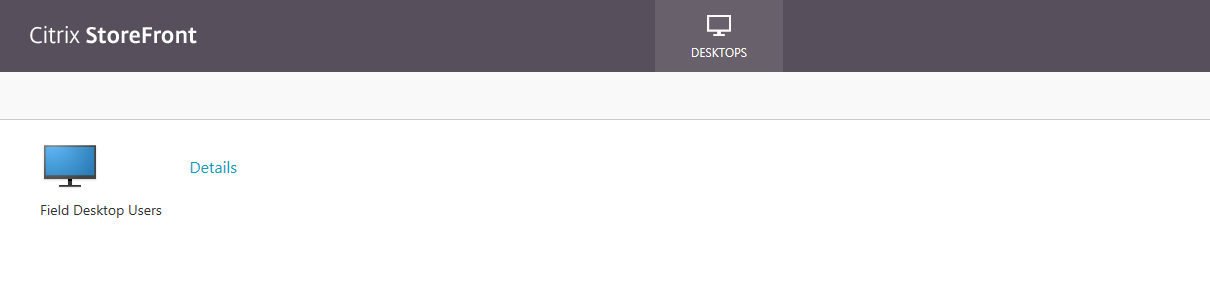 Citrix StoreFront
DESKTOPS
Details
Field Desktop Users